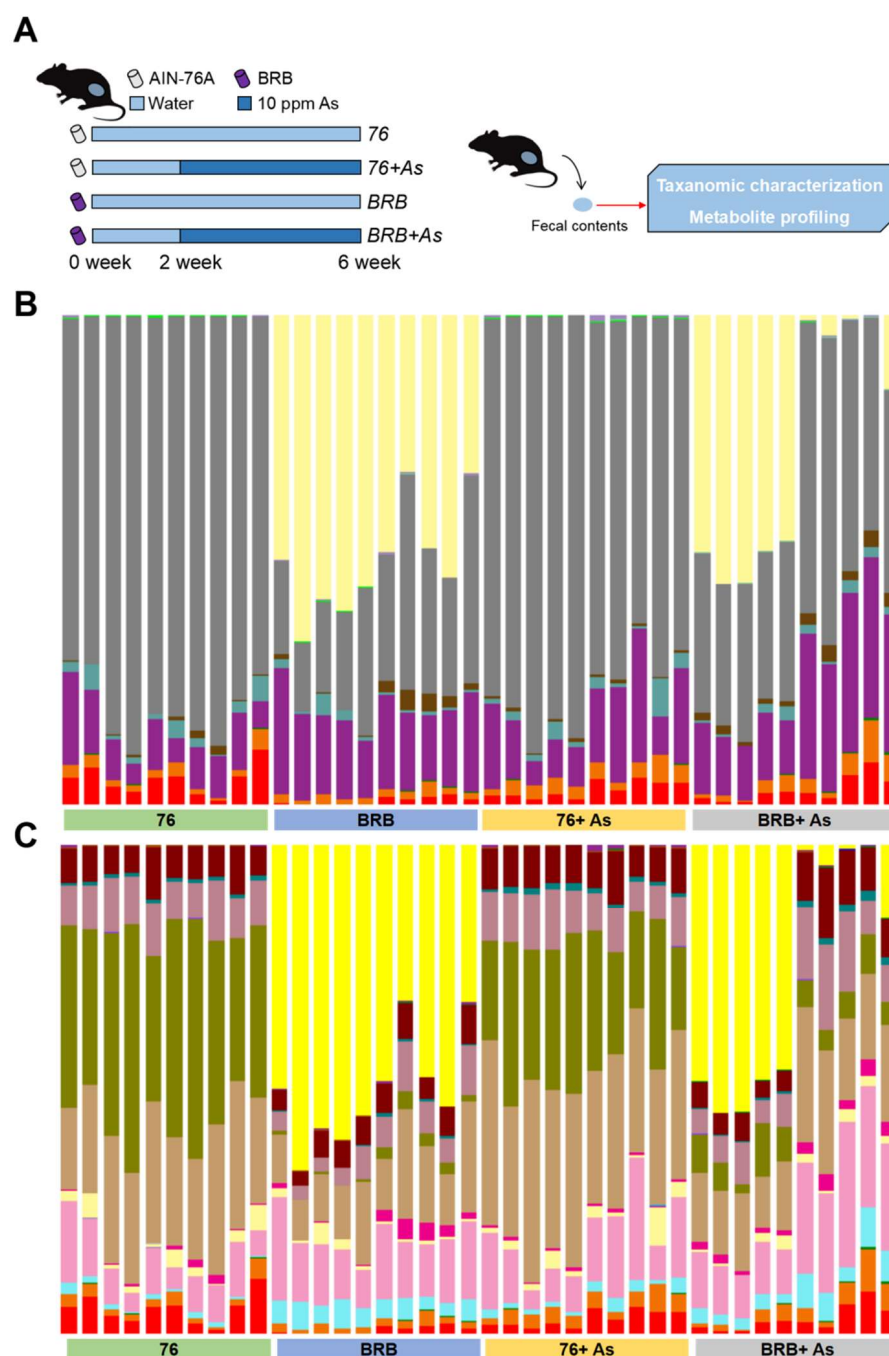 A
AIN-76A BRB
Water 10 ppm As
76
76+As
BRB
BRB+As
0 week 2 week 6 week
Fecal contents
Taxanomic characterization
Metabolite profiling
B
76 BRB 76+ As BRB+ As
C
76 BRB 76+ As BRB+ As